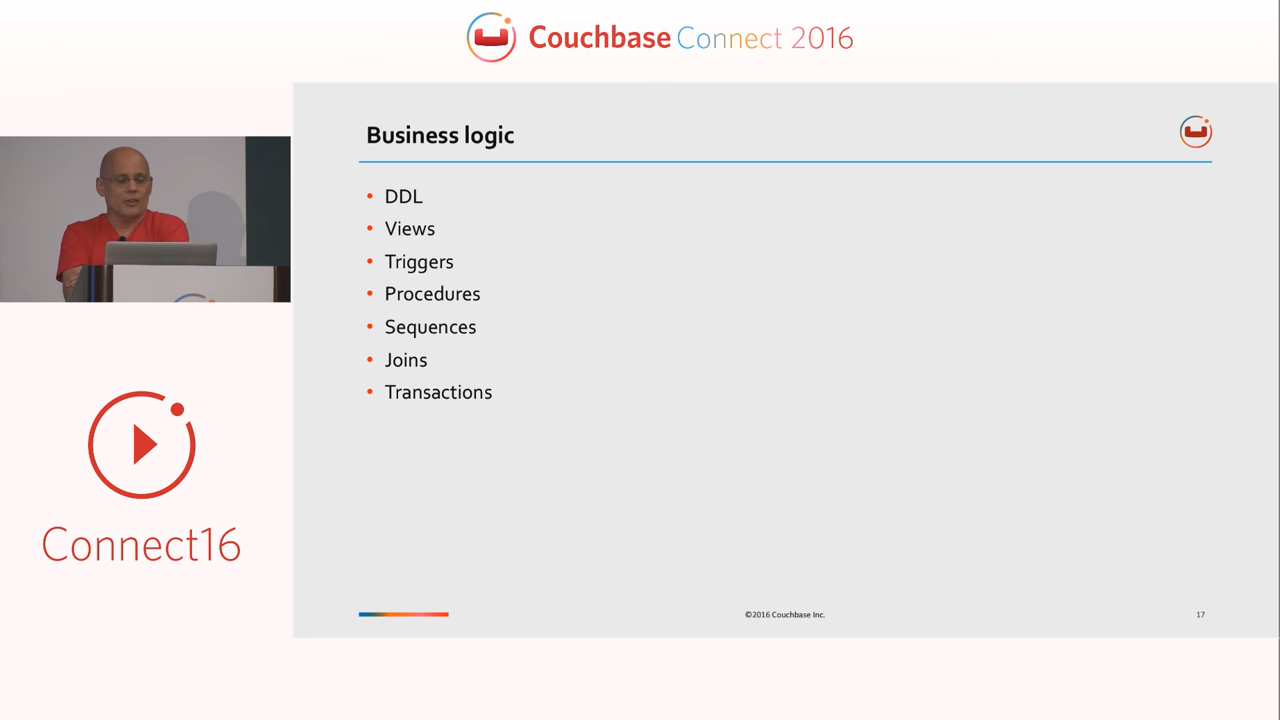 Couchbase Connect 2016
Business logic
• DDL
• Views
• Triggers
• Procedures
• Sequences
• Joins
• Transactions
Connect16
©2016 Couchbase Inc.
17